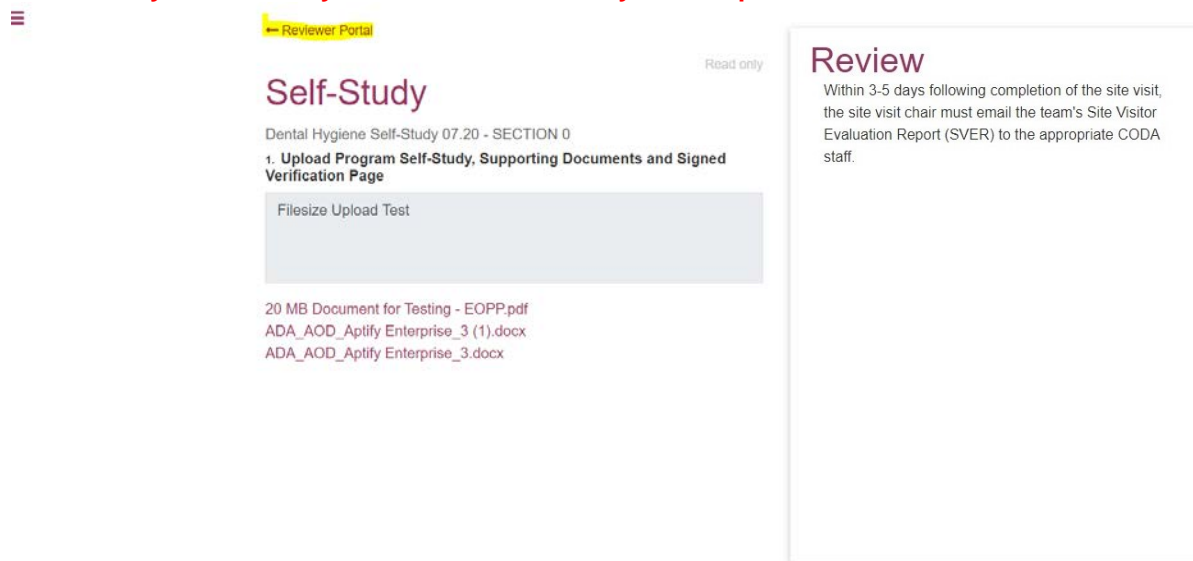 ← Reviewer Portal
Read only
Self-Study
Dental Hygiene Self-Study 07.20 - SECTION 0
1. Upload Program Self-Study, Supporting Documents and Signed
Verification Page
Filesize Upload Test
20 MB Document for Testing - EOPP.pdf
ADA_AOD_Aptify Enterprise_3 (1).docx
ADA_AOD_Aptify Enterprise_3.docx
Review
Within 3-5 days following completion of the site visit,
the site visit chair must email the team's Site Visitor
Evaluation Report (SVER) to the appropriate CODA
staff.